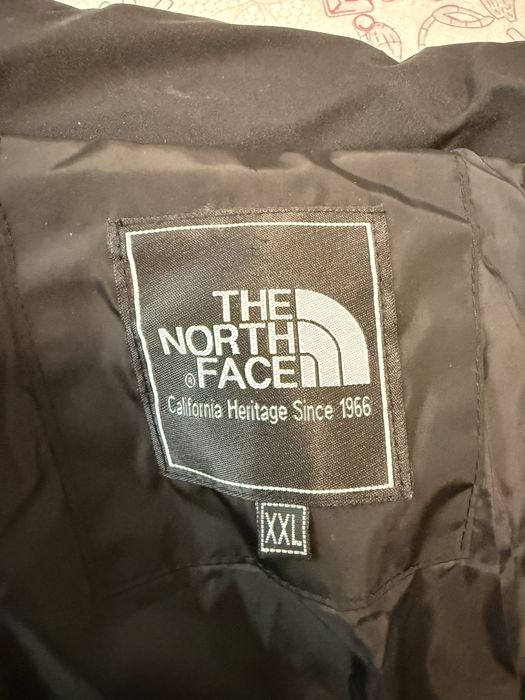 THE
NORTH
® FACE
California Heritage Since 1966
XXL